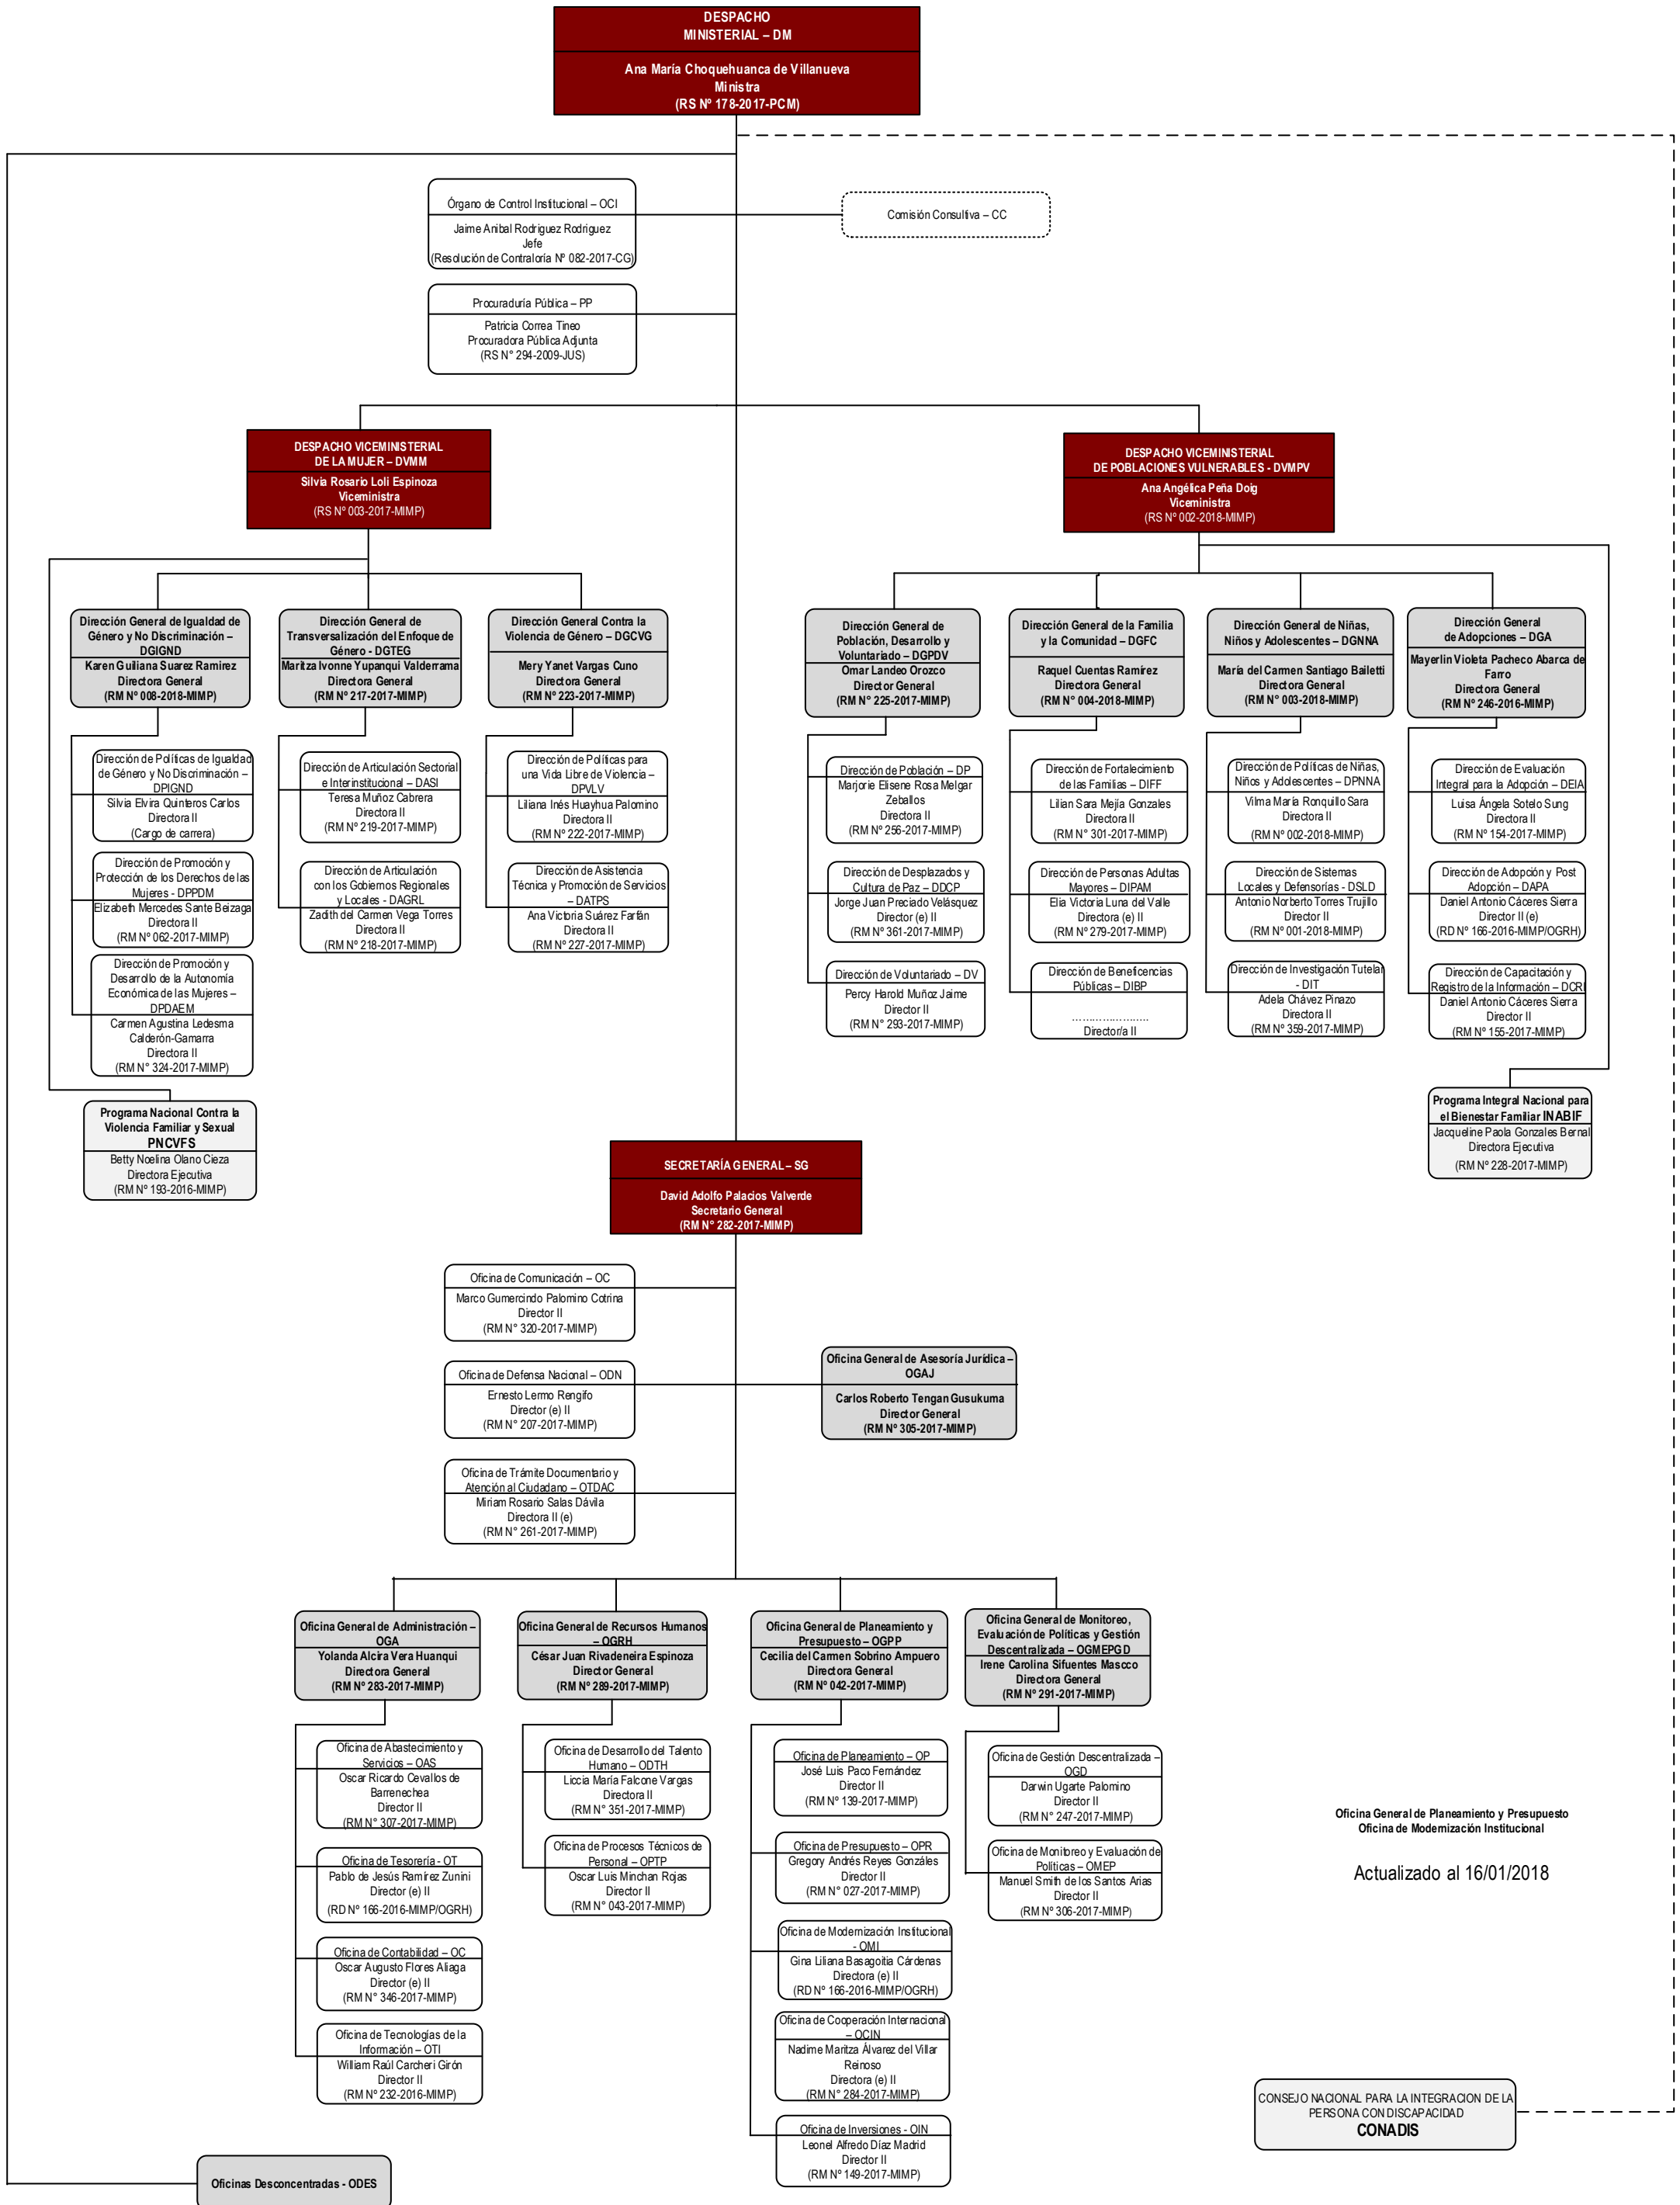 DESPACHO
MINISTERIAL – DM
Ana María Choquehuanca de Villanueva
Ministra
(RS Nº 178-2017-PCM)
Órgano de Control Institucional – OCI
Jaime Anibal Rodriguez Rodriguez
Jefe
(Resolución de Contraloría Nº 082-2017-CG)
Comisión Consultiva – CC
Procuraduría Pública – PP
Patricia Correa Tineo
Procuradora Pública Adjunta
(RS N° 294-2009-JUS)
DESPACHO VICEMINISTERIAL
DE LA MUJER – DVMM
Silvia Rosario Loli Espinoza
Viceministra
(RS Nº 003-2017-MIMP)
DESPACHO VICEMINISTERIAL
DE POBLACIONES VULNERABLES - DVMPV
Ana Angélica Peña Doig
Viceministra
(RS Nº 002-2018-MIMP)
Dirección General de Igualdad de
Género y No Discriminación –
DGIGND
Karen Guiliana Suarez Ramirez
Directora General
(RM Nº 008-2018-MIMP)
Dirección General de
Transversalización del Enfoque de
Género - DGTEG
Maritza Ivonne Yupanqui Valderrama
Directora General
(RM Nº 217-2017-MIMP)
Dirección General Contra la
Violencia de Género – DGCVG
Mery Yanet Vargas Cuno
Directora General
(RM Nº 223-2017-MIMP)
Dirección General de
Población, Desarrollo y
Voluntariado – DGPDV
Omar Landeo Orozco
Director General
(RM Nº 225-2017-MIMP)
Dirección General de la Familia
y la Comunidad – DGFC
Raquel Cuentas Ramírez
Directora General
(RM Nº 004-2018-MIMP)
Dirección General de Niñas,
Niños y Adolescentes – DGNNA
María del Carmen Santiago Bailetti
Directora General
(RM Nº 003-2018-MIMP)
Dirección General
de Adopciones – DGA
Mayerlin Violeta Pacheco Abarca de
Farro
Directora General
(RM Nº 246-2016-MIMP)
Dirección de Políticas de Igualdad
de Género y No Discriminación –
DPIGND
Silvia Elvira Quinteros Carlos
Directora II
(Cargo de carrera)
Dirección de Promoción y
Protección de los Derechos de las
Mujeres - DPPDM
Elizabeth Mercedes Sante Beizaga
Directora II
(RM Nº 062-2017-MIMP)
Dirección de Promoción y
Desarrollo de la Autonomía
Económica de las Mujeres –
DPDAEM
Carmen Agustina Ledesma
Calderón-Gamarra
Directora II
(RM N° 324-2017-MIMP)
Dirección de Articulación Sectorial
e Interinstitucional – DASI
Teresa Muñoz Cabrera
Directora II
(RM Nº 219-2017-MIMP)
Dirección de Articulación
con los Gobiernos Regionales
y Locales - DAGRL
Zadith del Carmen Vega Torres
Directora II
(RM Nº 218-2017-MIMP)
Dirección de Políticas para
una Vida Libre de Violencia –
DPVLV
Liliana Inés Huayhua Palomino
Directora II
(RM Nº 222-2017-MIMP)
Dirección de Asistencia
Técnica y Promoción de Servicios
– DATPS
Ana Victoria Suárez Farfán
Directora II
(RM Nº 227-2017-MIMP)
Dirección de Población – DP
Marjorie Elisene Rosa Melgar
Zeballos
Directora II
(RM Nº 256-2017-MIMP)
Dirección de Desplazados y
Cultura de Paz – DDCP
Jorge Juan Preciado Velásquez
Director (e) II
(RM Nº 361-2017-MIMP)
Dirección de Voluntariado – DV
Percy Harold Muñoz Jaime
Director II
(RM Nº 293-2017-MIMP)
Dirección de Fortalecimiento
de las Familias – DIFF
Lilian Sara Mejía Gonzales
Directora II
(RM N° 301-2017-MIMP)
Dirección de Personas Adultas
Mayores – DIPAM
Elia Victoria Luna del Valle
Directora (e) II
(RM N° 279-2017-MIMP)
Dirección de Beneficencias
Públicas – DIBP
…………………
Director/a II
Dirección de Políticas de Niñas,
Niños y Adolescentes – DPNNA
Vilma María Ronquillo Sara
Directora II
(RM Nº 002-2018-MIMP)
Dirección de Sistemas
Locales y Defensorías - DSLD
Antonio Norberto Torres Trujillo
Director II
(RM Nº 001-2018-MIMP)
Dirección de Investigación Tutelar
- DIT
Adela Chávez Pinazo
Directora II
(RM Nº 359-2017-MIMP)
Dirección de Evaluación
Integral para la Adopción – DEIA
Luisa Ángela Sotelo Sung
Directora II
(RM Nº 154-2017-MIMP)
Dirección de Adopción y Post
Adopción – DAPA
Daniel Antonio Cáceres Sierra
Director II (e)
(RD Nº 166-2016-MIMP/OGRH)
Dirección de Capacitación y
Registro de la Información – DCRI
Daniel Antonio Cáceres Sierra
Director II
(RM Nº 155-2017-MIMP)
Programa Nacional Contra la
Violencia Familiar y Sexual
PNCVFS
Betty Noelina Olano Cieza
Directora Ejecutiva
(RM Nº 193-2016-MIMP)
Programa Integral Nacional para
el Bienestar Familiar INABIF
Jacqueline Paola Gonzales Bernal
Directora Ejecutiva
(RM Nº 228-2017-MIMP)
SECRETARÍA GENERAL – SG
David Adolfo Palacios Valverde
Secretario General
(RM N° 282-2017-MIMP)
Oficina de Comunicación – OC
Marco Gumercindo Palomino Cotrina
Director II
(RM N° 320-2017-MIMP)
Oficina de Defensa Nacional – ODN
Ernesto Lermo Rengifo
Director (e) II
(RM N° 207-2017-MIMP)
Oficina General de Asesoría Jurídica –
OGAJ
Carlos Roberto Tengan Gusukuma
Director General
(RM Nº 305-2017-MIMP)
Oficina de Trámite Documentario y
Atención al Ciudadano – OTDAC
Miriam Rosario Salas Dávila
Directora II (e)
(RM N° 261-2017-MIMP)
Oficina General de Administración –
OGA
Yolanda Alcira Vera Huanqui
Directora General
(RM Nº 283-2017-MIMP)
Oficina General de Recursos Humanos
– OGRH
César Juan Rivadeneira Espinoza
Director General
(RM Nº 289-2017-MIMP)
Oficina General de Planeamiento y
Presupuesto – OGPP
Cecilia del Carmen Sobrino Ampuero
Directora General
(RM Nº 042-2017-MIMP)
Oficina General de Monitoreo,
Evaluación de Políticas y Gestión
Descentralizada – OGMEPGD
Irene Carolina Sifuentes Mascco
Directora General
(RM Nº 291-2017-MIMP)
Oficina de Abastecimiento y
Servicios – OAS
Oscar Ricardo Cevallos de
Barrenechea
Director II
(RM N° 307-2017-MIMP)
Oficina de Tesorería - OT
Pablo de Jesús Ramírez Zunini
Director (e) II
(RD Nº 166-2016-MIMP/OGRH)
Oficina de Contabilidad – OC
Oscar Augusto Flores Aliaga
Director (e) II
(RM N° 346-2017-MIMP)
Oficina de Tecnologías de la
Información – OTI
William Raúl Carcheri Girón
Director II
(RM N° 232-2016-MIMP)
Oficina de Desarrollo del Talento
Humano – ODTH
Liccia María Falcone Vargas
Directora II
(RM N° 351-2017-MIMP)
Oficina de Procesos Técnicos de
Personal – OPTP
Oscar Luis Minchan Rojas
Director II
(RM N° 043-2017-MIMP)
Oficina de Planeamiento – OP
José Luis Paco Fernández
Director II
(RM N° 139-2017-MIMP)
Oficina de Presupuesto – OPR
Gregory Andrés Reyes Gonzáles
Director II
(RM N° 027-2017-MIMP)
Oficina de Modernización Institucional
- OMI
Gina Liliana Basagoitia Cárdenas
Directora (e) II
(RD N° 166-2016-MIMP/OGRH)
Oficina de Cooperación Internacional
– OCIN
Nadime Maritza Álvarez del Villar
Reinoso
Directora (e) II
(RM N° 284-2017-MIMP)
Oficina de Inversiones - OIN
Leonel Alfredo Díaz Madrid
Director II
(RM N° 149-2017-MIMP)
Oficina de Gestión Descentralizada –
OGD
Darwin Ugarte Palomino
Director II
(RM N° 247-2017-MIMP)
Oficina de Monitoreo y Evaluación de
Políticas – OMEP
Manuel Smith de los Santos Arias
Director II
(RM N° 306-2017-MIMP)
Oficina General de Planeamiento y Presupuesto
Oficina de Modernización Institucional
Actualizado al 16/01/2018
CONSEJO NACIONAL PARA LA INTEGRACION DE LA
PERSONA CON DISCAPACIDAD
CONADIS
Oficinas Desconcentradas - ODES